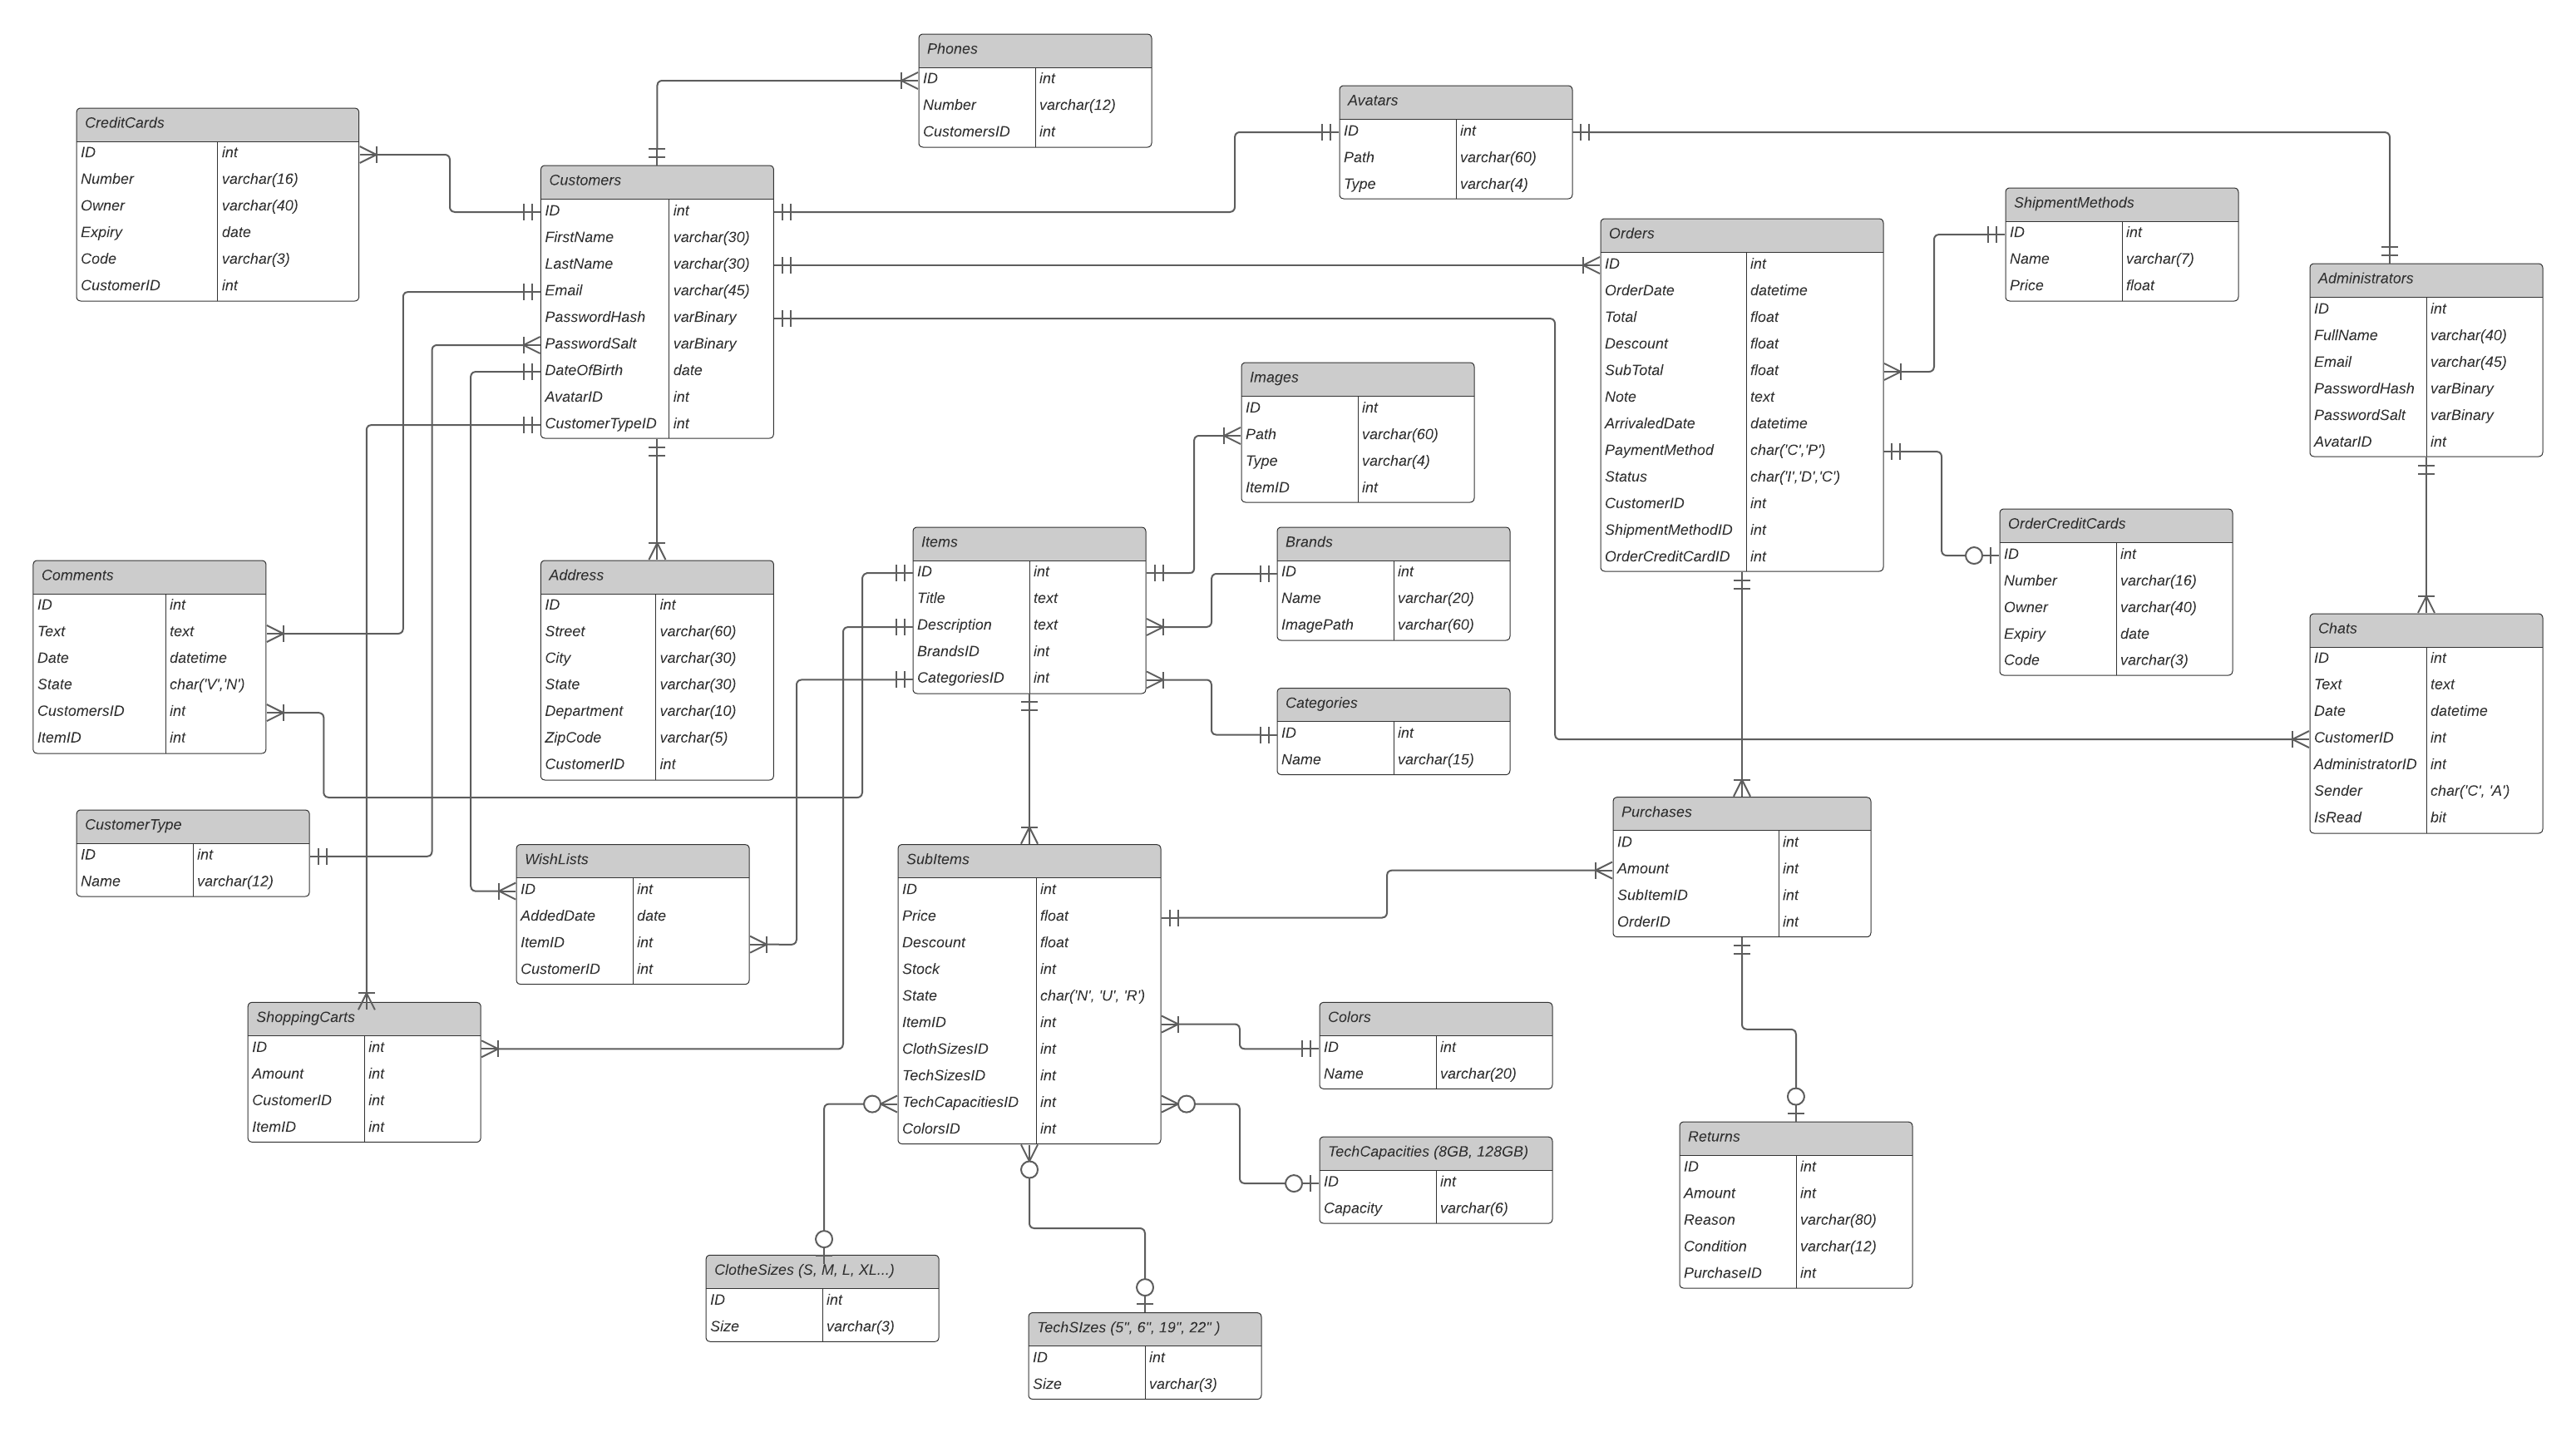 Phones
ID int
Number varchar(12)
CustomersID int
Avatars
ID int
Path varchar(60)
Type varchar(4)
CreditCards
ID int
Number varchar(16)
Owner varchar(40)
Expiry date
Code varchar(3)
CustomerID int
Customers
ID int
FirstName varchar(30)
LastName varchar(30)
Email varchar(45)
PasswordHash varBinary
PasswordSalt varBinary
DateOfBirth date
AvatarID int
CustomerTypeID int
Orders
ID int
OrderDate datetime
Total float
Descount float
SubTotal float
Note text
ArrivaledDate datetime
PaymentMethod char('C','P')
Status char('I','D','C')
CustomerID int
ShipmentMethodID int
OrderCreditCardID int
ShipmentMethods
ID int
Name varchar(7)
Price float
Administrators
ID int
FullName varchar(40)
Email varchar(45)
PasswordHash varBinary
PasswordSalt varBinary
AvatarID int
Images
ID int
Path varchar(60)
Type varchar(4)
ItemID int
Comments
ID int
Text text
Date datetime
State char('V','N')
CustomersID int
ItemID int
Address
ID int
Street varchar(60)
City varchar(30)
State varchar(30)
Department varchar(10)
ZipCode varchar(5)
CustomerID int
Items
ID int
Title text
Description text
BrandsID int
CategoriesID int
Brands
ID int
Name varchar(20)
ImagePath varchar(60)
Categories
ID int
Name varchar(15)
OrderCreditCards
ID int
Number varchar(16)
Owner varchar(40)
Expiry date
Code varchar(3)
Chats
ID int
Text text
Date datetime
CustomerID int
AdministratorID int
Sender char('C', 'A')
IsRead bit
CustomerType
ID int
Name varchar(12)
WishLists
ID int
AddedDate date
ItemID int
CustomerID int
SubItems
ID int
Price float
Descount float
Stock int
State char('N', 'U', 'R')
ItemID int
ClothSizesID int
TechSizesID int
TechCapacitiesID int
ColorsID int
Purchases
ID int
Amount int
SubItemID int
OrderID int
ShoppingCarts
ID int
Amount int
CustomerID int
ItemID int
Colors
ID int
Name varchar(20)
TechCapacities (8GB, 128GB)
ID int
Capacity varchar(6)
Returns
ID int
Amount int
Reason varchar(80)
Condition varchar(12)
PurchaseID int
ClotheSizes (S, M, L, XL...)
ID int
Size varchar(3)
TechSIzes (5", 6", 19", 22" )
ID int
Size varchar(3)